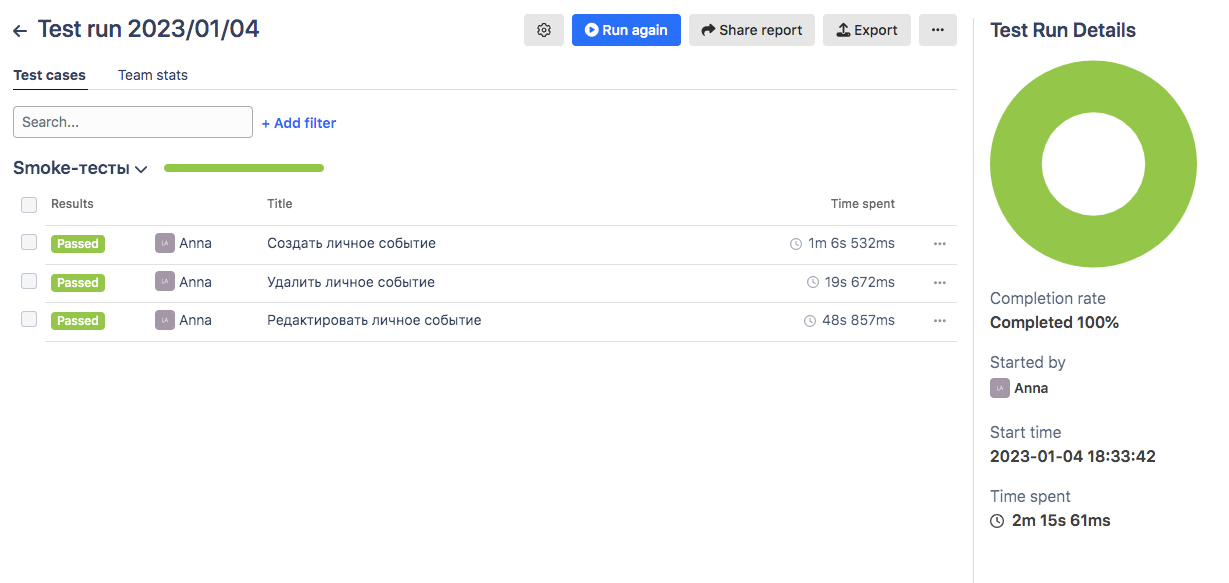 Test run 2023/01/04
Run again
Share report
Export
Test cases
Team stats
Search...
+ Add filter
Smoke-тесты
Results Title Time spent
Passed LA Anna Создать личное событие 1m 6s 532ms
Passed LA Anna Удалить личное событие 19s 672ms
Passed LA Anna Редактировать личное событие 48s 857ms
Test Run Details
Completion rate
Completed 100%
Started by
LA Anna
Start time
2023-01-04 18:33:42
Time spent
2m 15s 61ms